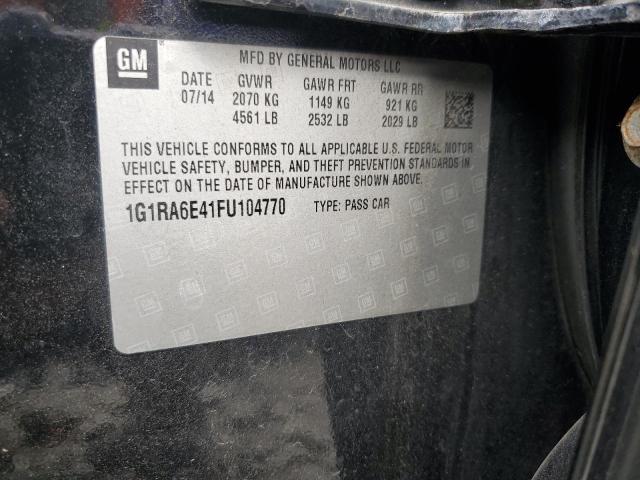 GM
MFD BY GENERAL MOTORS LLC
DATE GVWR GAWR FRT GAWR RR
07/14 2070 KG 1149 KG 921 KG
4561 LB 2532 LB 2029 LB
THIS VEHICLE CONFORMS TO ALL APPLICABLE U.S. FEDERAL MOTOR
VEHICLE SAFETY, BUMPER, AND THEFT PREVENTION STANDARDS IN
EFFECT ON THE DATE OF MANUFACTURE SHOWN ABOVE.
1G1RA6E41FU104770 TYPE: PASS CAR